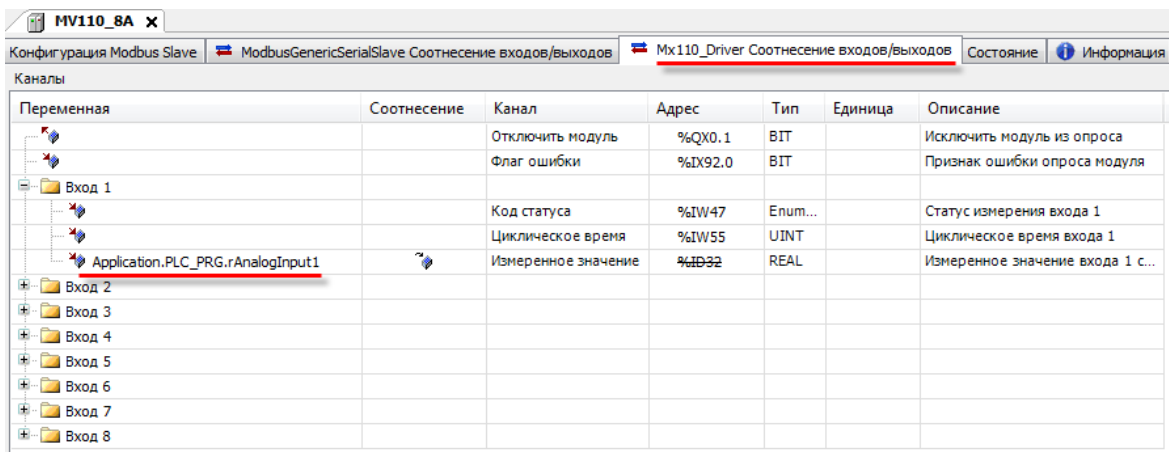 MV110_8A X
Конфигурация Modbus Slave ModbusGenericSerialSlave Соотнесение входов/выходов Mx110_Driver Соотнесение входов/выходов Состояние Информация
Каналы
Переменная Соотнесение Канал Адрес Тип Единица Описание
Отключить модуль %QX0.1 BIT Исключить модуль из опроса
Флаг ошибки %IX92.0 BIT Признак ошибки опроса модуля
Вход 1
Код статуса %IW47 Enum... Статус измерения входа 1
Циклическое время %IW55 UINT Циклическое время входа 1
Application.PLC_PRG.rAnalogInput1 Измеренное значение %ID32 REAL Измеренное значение входа 1 с...
Вход 2
Вход 3
Вход 4
Вход 5
Вход 6
Вход 7
Вход 8